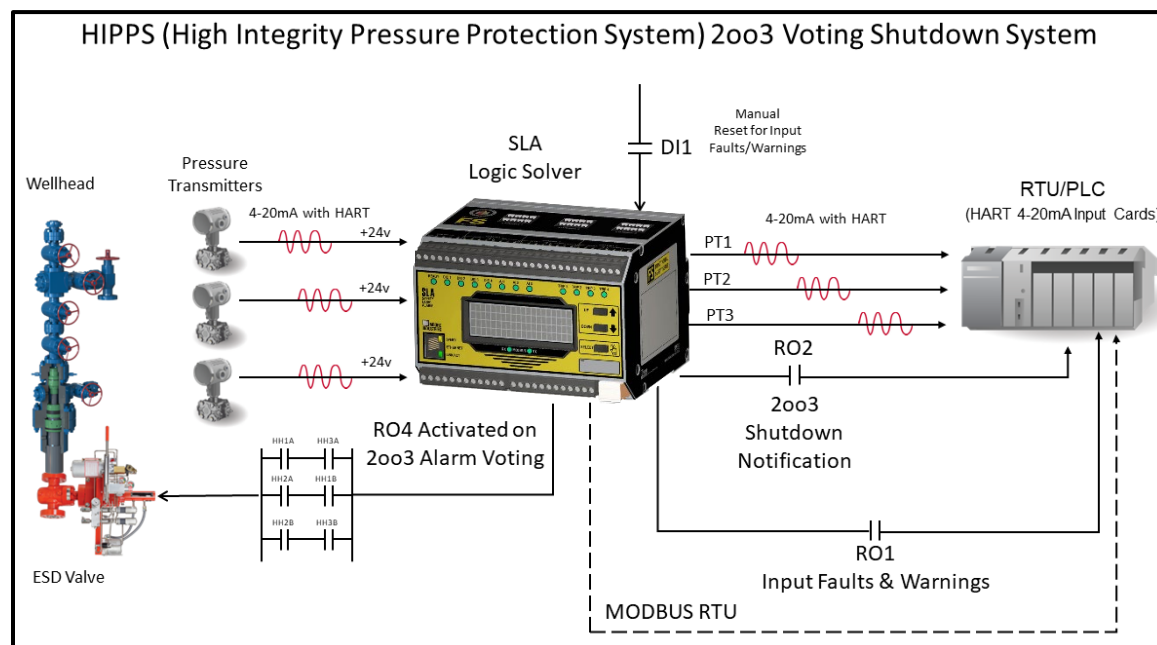 HIPPS (High Integrity Pressure Protection System) 2oo3 Voting Shutdown System
Manual
Reset for Input
Faults/Warnings
DI1
SLA
Logic Solver
Pressure
Transmitters
Wellhead
RTU/PLC
(HART 4-20mA Input Cards)
4-20mA with HART
+24v
+24v
+24v
4-20mA with HART
PT1
PT2
PT3
SLA
RO2
2oo3
Shutdown
Notification
RO4 Activated on
2oo3 Alarm Voting
HH1A
HH3A
HH2A
HH1B
HH2B
HH3B
RO1
Input Faults & Warnings
ESD Valve
MODBUS RTU